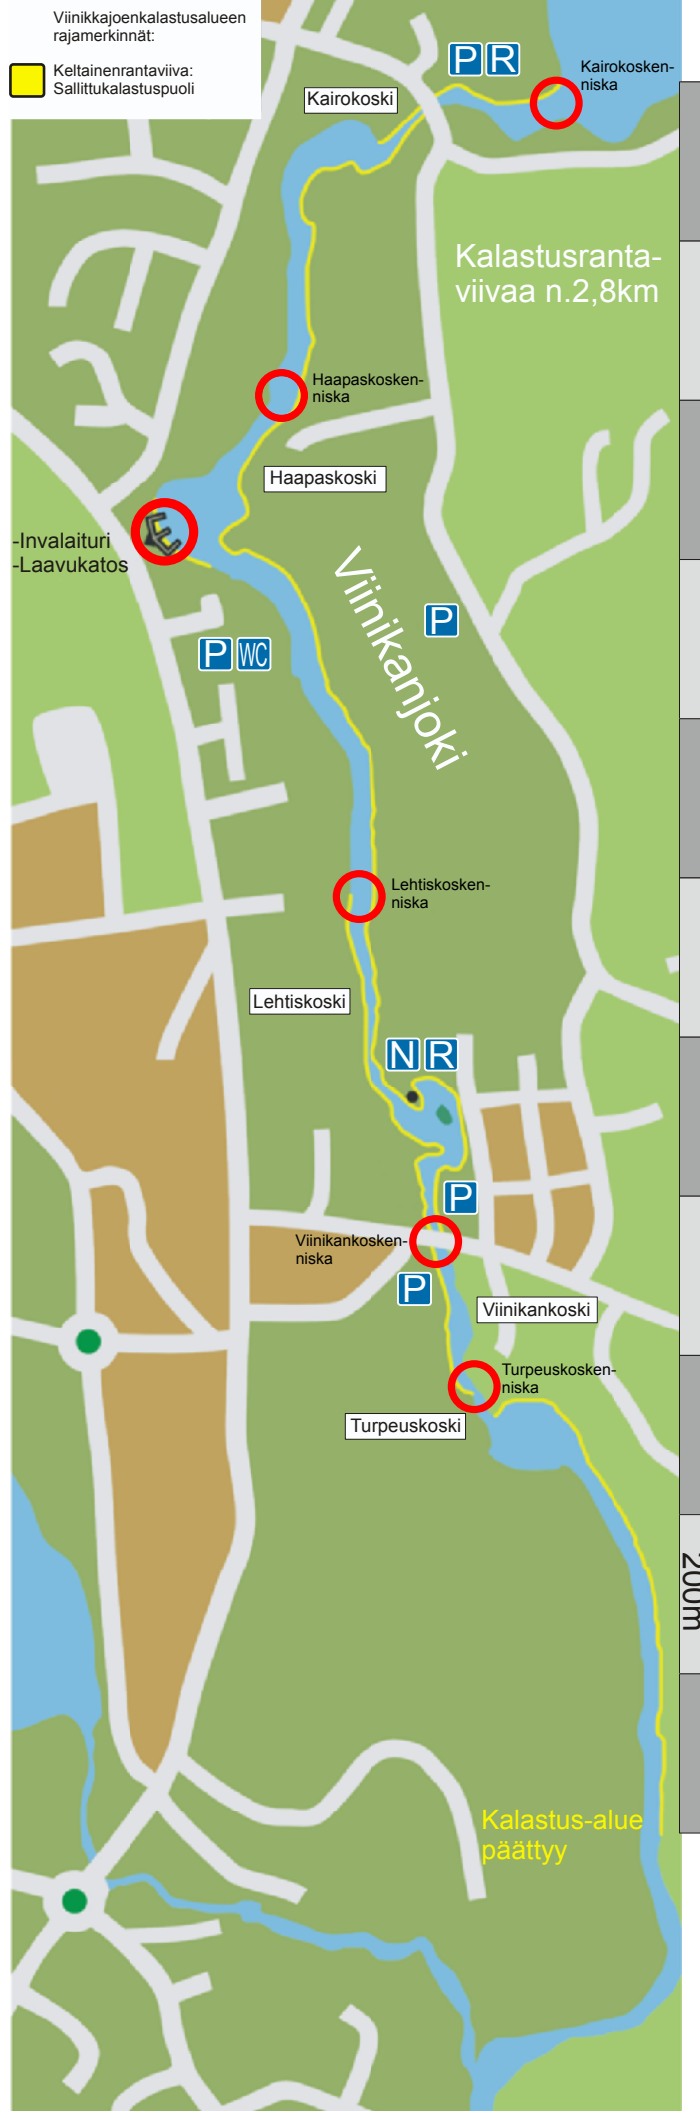 Viinikkajoenkalastusalueen
rajamerkinnät:
Keltainenrantaviiva:
Sallittukalastuspuoli
P R
Kairokosken-
niska
Kairokoski
Kalastusranta-
viivaa n.2,8km
Haapaskosken-
niska
Haapaskoski
-Invalaituri
-Laavukatos
Viinikanjoki
P
P WC
Lehtiskosken-
niska
Lehtiskoski
N R
P
Viinikankosken-
niska
P
Viinikankoski
Turpeuskosken-
niska
Turpeuskoski
200m
Kalastus-alue
päättyy